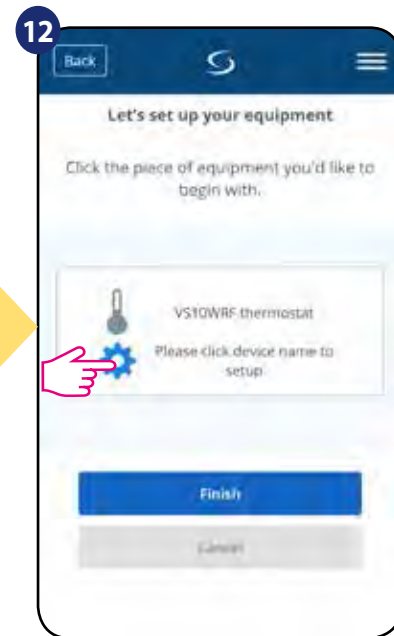 12
Back
Let's set up your equipment
Click the piece of equipment you'd like to
begin with.
VS10WRF thermostat
Please click device name to
setup
Finish
Cancel